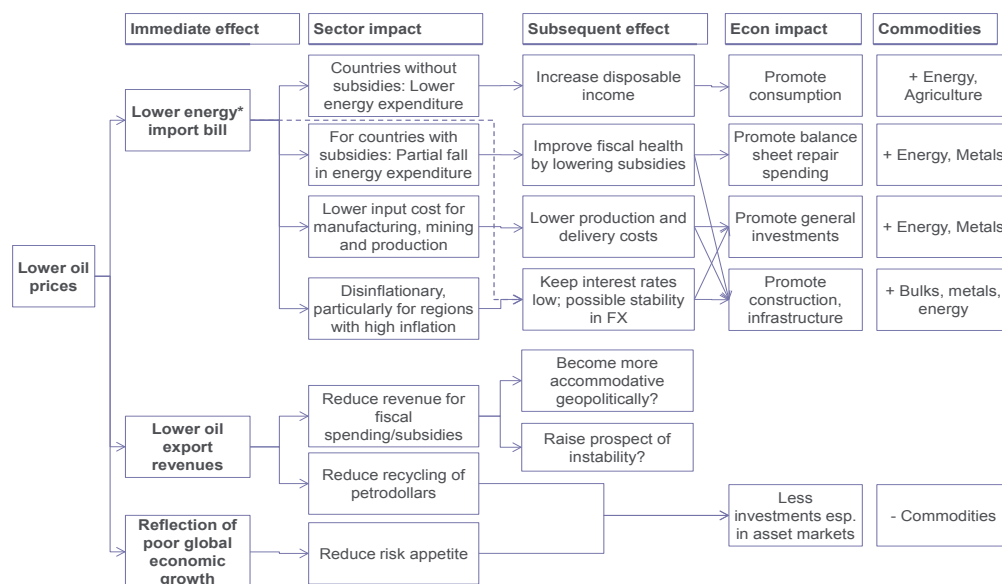 Immediate effect
Sector impact
Subsequent effect
Econ impact
Commodities
Countries without
subsidies: Lower
energy expenditure
Increase disposable
income
Promote
consumption
+ Energy,
Agriculture
Lower energy*
import bill
For countries with
subsidies: Partial fall
in energy expenditure
Improve fiscal health
by lowering subsidies
Promote balance
sheet repair
spending
+ Energy, Metals
Lower input cost for
manufacturing, mining
and production
Lower production and
delivery costs
Promote general
investments
+ Energy, Metals
Lower oil
prices
Disinflationary,
particularly for regions
with high inflation
Keep interest rates
low; possible stability
in FX
Promote
construction,
infrastructure
+ Bulks, metals,
energy
Become more
accommodative
geopolitically?
Reduce revenue for
fiscal
spending/subsidies
Lower oil
export
revenues
Raise prospect of
instability?
Reduce recycling of
petrodollars
Less
investments esp.
in asset markets
- Commodities
Reflection of
poor global
economic
growth
Reduce risk appetite